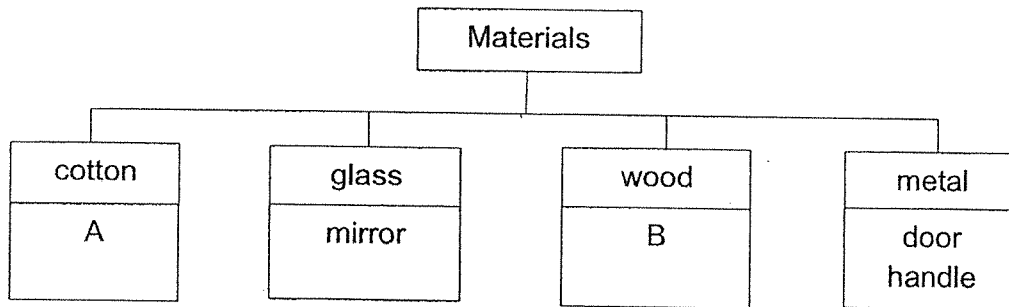 Materials
cotton
glass
wood
metal
A
mirror
B
door
handle